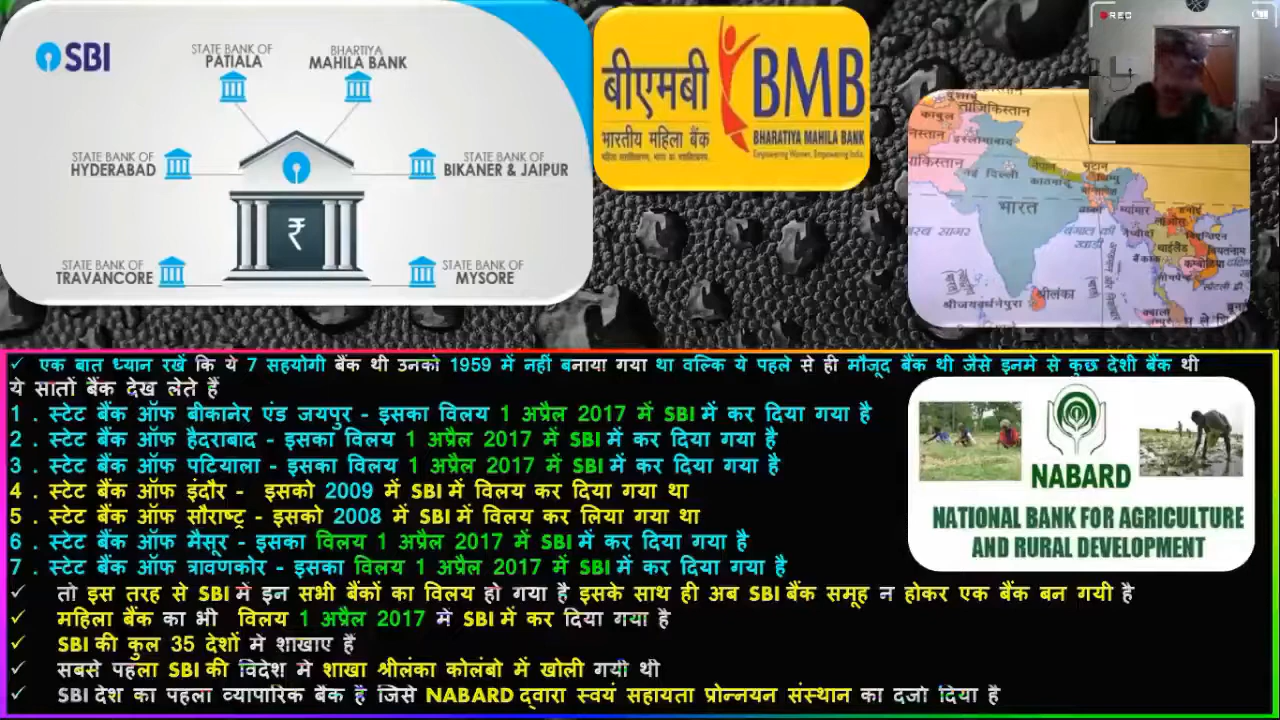 SBI
STATE BANK OF
PATIALA
BHARTIYA
MAHILA BANK
STATE BANK OF
HYDERABAD
STATE BANK OF
BIKANER & JAIPUR
STATE BANK OF
TRAVANCORE
STATE BANK OF
MYSORE
₹
बीएमबी
भारतीय महिला बैंक
BMB
BHARATIYA MAHILA BANK
Empowering Women, Empowering India.
REC
ताजिकिस्तान
काबुल
इस्लामाबाद
नई दिल्ली
नेपाल
भूटान
भारत
म्यांमार
बंगाल की
खाड़ी
थाईलैंड
वियतनाम
कम्बोडिया
श्रीलंका
श्रीजयवर्धनेपुरा
✓ एक बात ध्यान रखें कि ये 7 सहयोगी बैंक थी उनको 1959 में नहीं बनाया गया था वल्कि ये पहले से ही मौजूद बैंक थी जैसे इनमे से कुछ देशी बैंक थी
ये सातों बैंक देख लेते हैं
1 . स्टेट बैंक ऑफ बीकानेर एंड जयपुर - इसका विलय 1 अप्रैल 2017 में SBI में कर दिया गया है
2 . स्टेट बैंक ऑफ हैदराबाद - इसका विलय 1 अप्रैल 2017 में SBI में कर दिया गया है
3 . स्टेट बैंक ऑफ पटियाला - इसका विलय 1 अप्रैल 2017 में SBI में कर दिया गया है
4 . स्टेट बैंक ऑफ इंदौर - इसको 2009 में SBI में विलय कर दिया गया था
5 . स्टेट बैंक ऑफ सौराष्ट्र - इसको 2008 में SBI में विलय कर लिया गया था
6 . स्टेट बैंक ऑफ मैसूर - इसका विलय 1 अप्रैल 2017 में SBI में कर दिया गया है
7 . स्टेट बैंक ऑफ त्रावणकोर - इसका विलय 1 अप्रैल 2017 में SBI में कर दिया गया है
✓ तो इस तरह से SBI में इन सभी बैंकों का विलय हो गया है इसके साथ ही अब SBI बैंक समूह न होकर एक बैंक बन गयी है
✓ महिला बैंक का भी विलय 1 अप्रैल 2017 में SBI में कर दिया गया है
✓ SBI की कुल 35 देशों मे शाखाए हैं
✓ सबसे पहला SBI की विदेश मे शाखा श्रीलंका कोलंबो में खोली गयी थी
✓ SBI देश का पहला व्यापारिक बैंक है जिसे NABARD द्वारा स्वयं सहायता प्रोन्नयन संस्थान का दर्जा दिया है
NABARD
NATIONAL BANK FOR AGRICULTURE
AND RURAL DEVELOPMENT